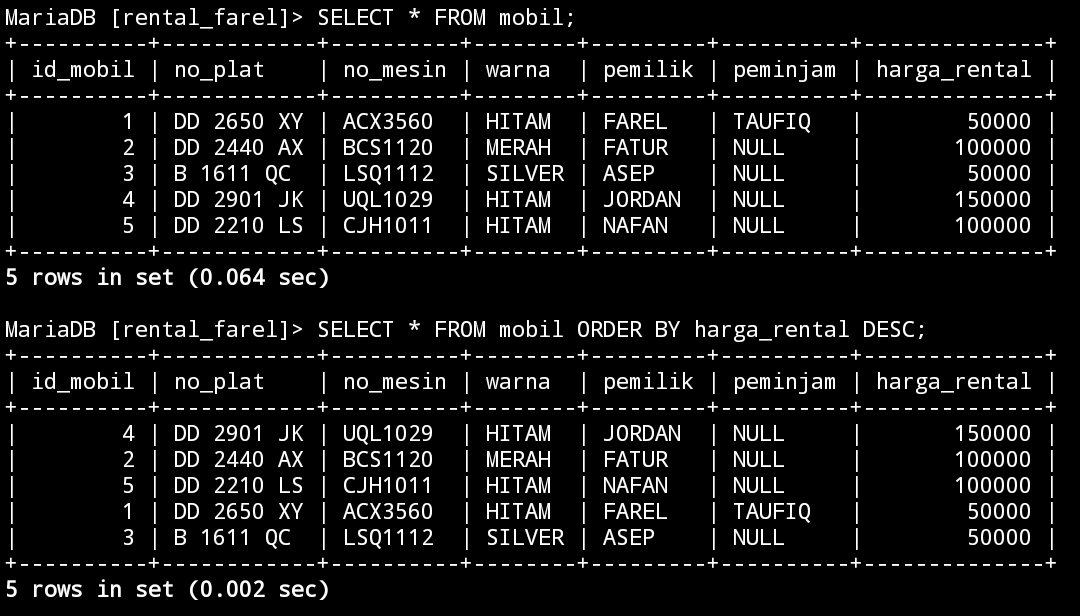 MariaDB [rental_farel]> SELECT * FROM mobil;
+----------+------------+----------+--------+---------+----------+--------------+
| id_mobil | no_plat    | no_mesin | warna  | pemilik | peminjam | harga_rental |
+----------+------------+----------+--------+---------+----------+--------------+
|        1 | DD 2650 XY | ACX3560  | HITAM  | FAREL   | TAUFIQ   |        50000 |
|        2 | DD 2440 AX | BCS1120  | MERAH  | FATUR   | NULL     |       100000 |
|        3 | B 1611 QC  | LSQ1112  | SILVER | ASEP    | NULL     |        50000 |
|        4 | DD 2901 JK | UQL1029  | HITAM  | JORDAN  | NULL     |       150000 |
|        5 | DD 2210 LS | CJH1011  | HITAM  | NAFAN   | NULL     |       100000 |
+----------+------------+----------+--------+---------+----------+--------------+
5 rows in set (0.064 sec)

MariaDB [rental_farel]> SELECT * FROM mobil ORDER BY harga_rental DESC;
+----------+------------+----------+--------+---------+----------+--------------+
| id_mobil | no_plat    | no_mesin | warna  | pemilik | peminjam | harga_rental |
+----------+------------+----------+--------+---------+----------+--------------+
|        4 | DD 2901 JK | UQL1029  | HITAM  | JORDAN  | NULL     |       150000 |
|        2 | DD 2440 AX | BCS1120  | MERAH  | FATUR   | NULL     |       100000 |
|        5 | DD 2210 LS | CJH1011  | HITAM  | NAFAN   | NULL     |       100000 |
|        1 | DD 2650 XY | ACX3560  | HITAM  | FAREL   | TAUFIQ   |        50000 |
|        3 | B 1611 QC  | LSQ1112  | SILVER | ASEP    | NULL     |        50000 |
+----------+------------+----------+--------+---------+----------+--------------+
5 rows in set (0.002 sec)